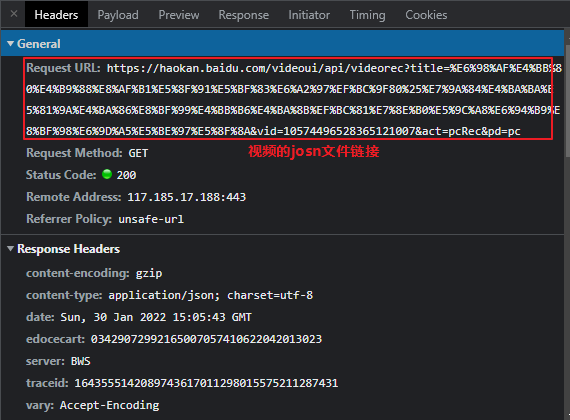 × Headers Payload Preview Response Initiator Timing Cookies
General
Request URL: https://haokan.baidu.com/videoui/api/videorec?title=%E6%98%AF%E4%BB%8
0%E4%B9%88%E8%AF%B1%E5%8F%91%E5%BF%83%E6%A2%97%EF%BC%9F80%25%E7%9A%84%E4%BA%BA%E
5%81%9A%E4%BA%86%E8%BF%99%E4%BB%B6%E4%BA%8B%EF%BC%81%E7%8E%B0%E5%9C%A8%E6%94%B9%E
8%BF%98%E6%9D%A5%E5%BE%97%E5%8F%8A&vid=10574496528365121007&act=pcRec&pd=pc
Request Method: GET
视频的josn文件链接
Status Code: 200
Remote Address: 117.185.17.188:443
Referrer Policy: unsafe-url
Response Headers
content-encoding: gzip
content-type: application/json; charset=utf-8
date: Sun, 30 Jan 2022 15:05:43 GMT
edocecart: 03429072992165007057410622042013023
server: BWS
traceid: 1643555142089743617011298015575211287431
vary: Accept-Encoding